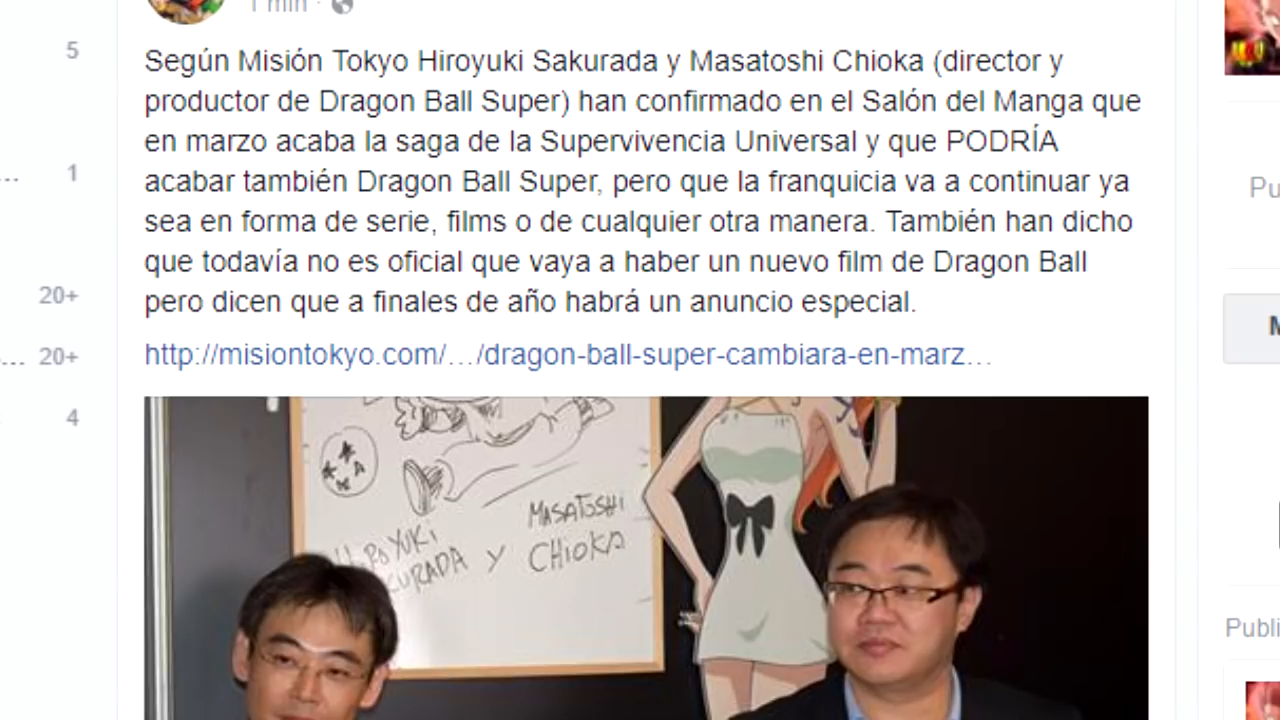 1 min ·
5
Según Misión Tokyo Hiroyuki Sakurada y Masatoshi Chioka (director y
productor de Dragon Ball Super) han confirmado en el Salón del Manga que
en marzo acaba la saga de la Supervivencia Universal y que PODRÍA
... 1
acabar también Dragon Ball Super, pero que la franquicia va a continuar ya
sea en forma de serie, films o de cualquier otra manera. También han dicho
que todavía no es oficial que vaya a haber un nuevo film de Dragon Ball
20+
pero dicen que a finales de año habrá un anuncio especial.
... 20+
http://misiontokyo.com/…/dragon-ball-super-cambiara-en-marz…
4
MASATOSHI
CHIOKA
Y